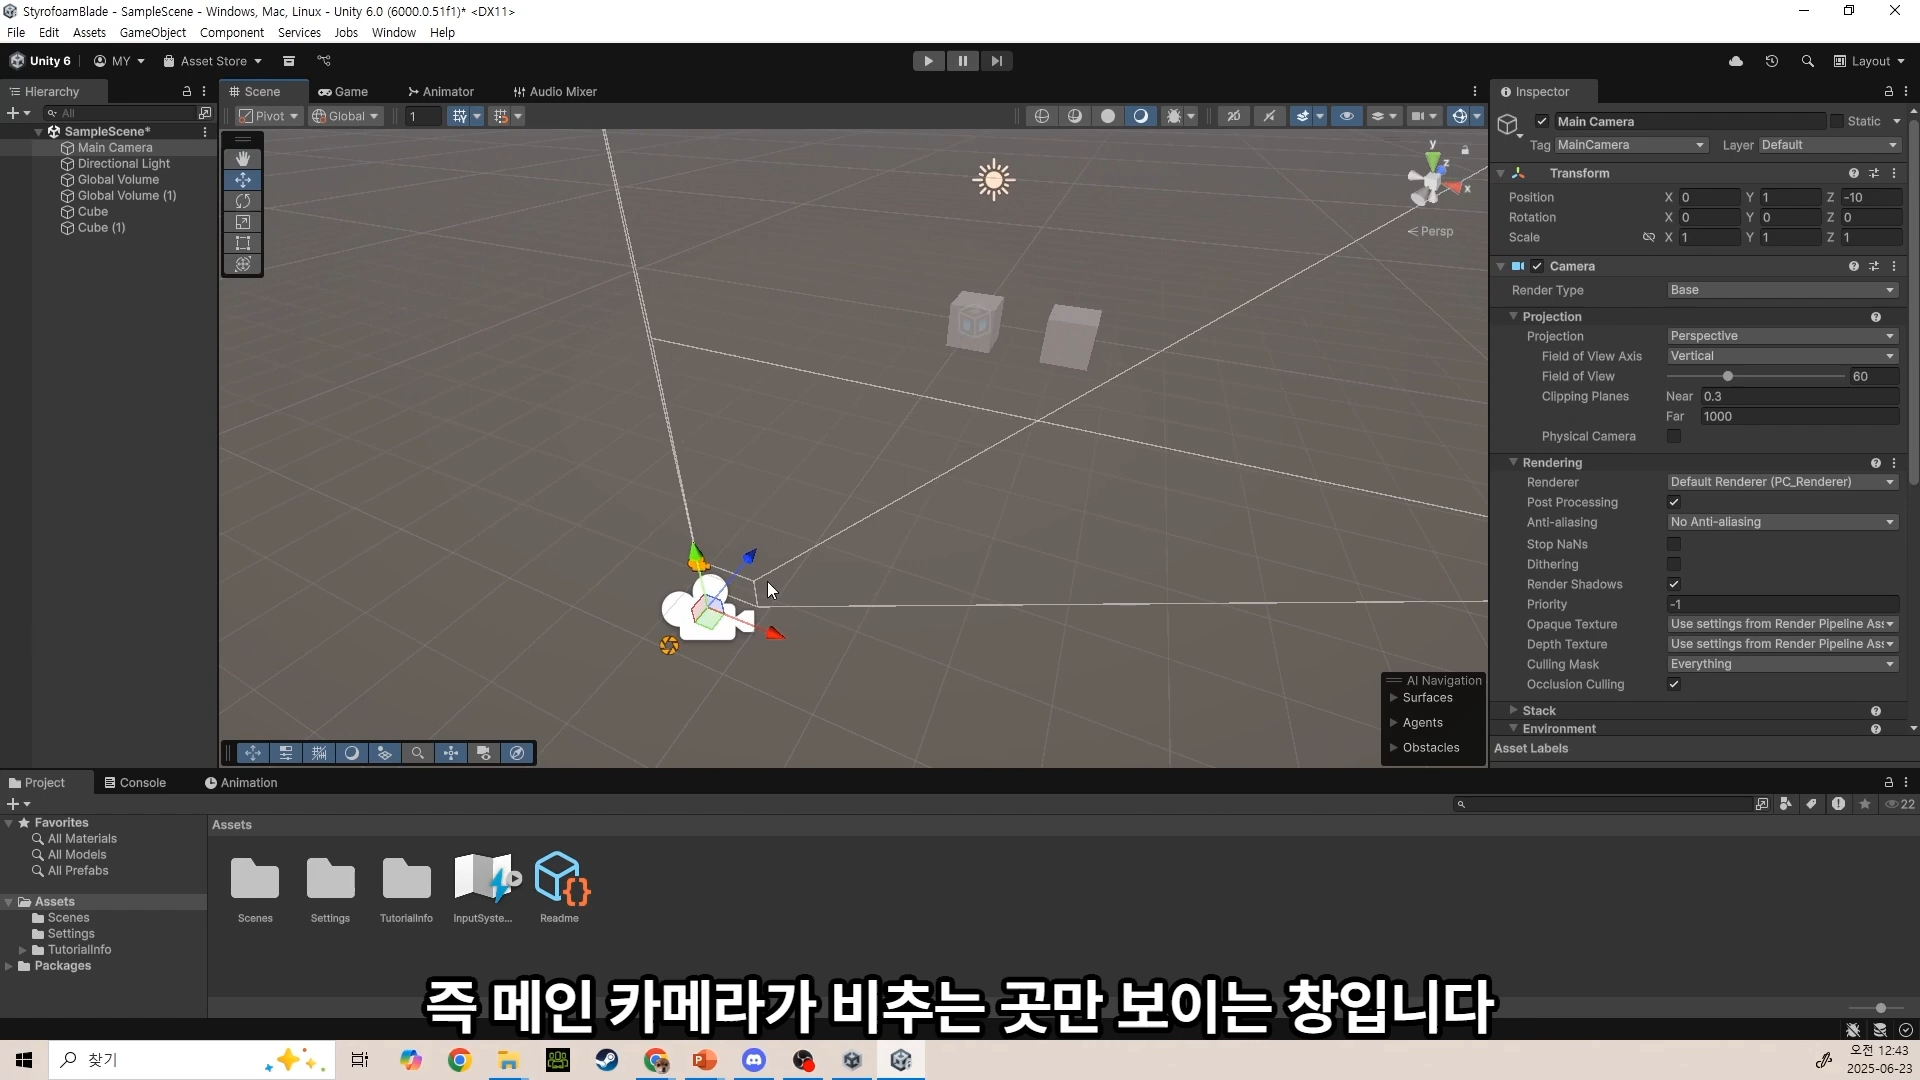 StyrofoamBlade - SampleScene - Windows, Mac, Linux - Unity 6.0 (6000.0.51f1)* <DX11>
File Edit Assets GameObject Component Services Jobs Window Help
Unity 6 MY Asset Store Layout
Hierarchy
All
SampleScene*
Main Camera
Directional Light
Global Volume
Global Volume (1)
Cube
Cube (1)
Scene Game Animator Audio Mixer
Pivot Global 1 2D
y
z
x
Persp
AI Navigation
Surfaces
Agents
Obstacles
Inspector
Main Camera Static
Tag MainCamera Layer Default
Transform
Position X 0 Y 1 Z -10
Rotation X 0 Y 0 Z 0
Scale X 1 Y 1 Z 1
Camera
Render Type Base
Projection
Projection Perspective
Field of View Axis Vertical
Field of View 60
Clipping Planes Near 0.3
Far 1000
Physical Camera
Rendering
Renderer Default Renderer (PC_Renderer)
Post Processing
Anti-aliasing No Anti-aliasing
Stop NaNs
Dithering
Render Shadows
Priority -1
Opaque Texture Use settings from Render Pipeline Ass
Depth Texture Use settings from Render Pipeline Ass
Culling Mask Everything
Occlusion Culling
Stack
Environment
Asset Labels
Project Console Animation
22
Favorites
All Materials
All Models
All Prefabs
Assets
Scenes
Settings
TutorialInfo
Packages
Assets
Scenes Settings TutorialInfo InputSyste... Readme
즉 메인 카메라가 비추는 곳만 보이는 창입니다
찾기
오전 12:43
2025-06-23